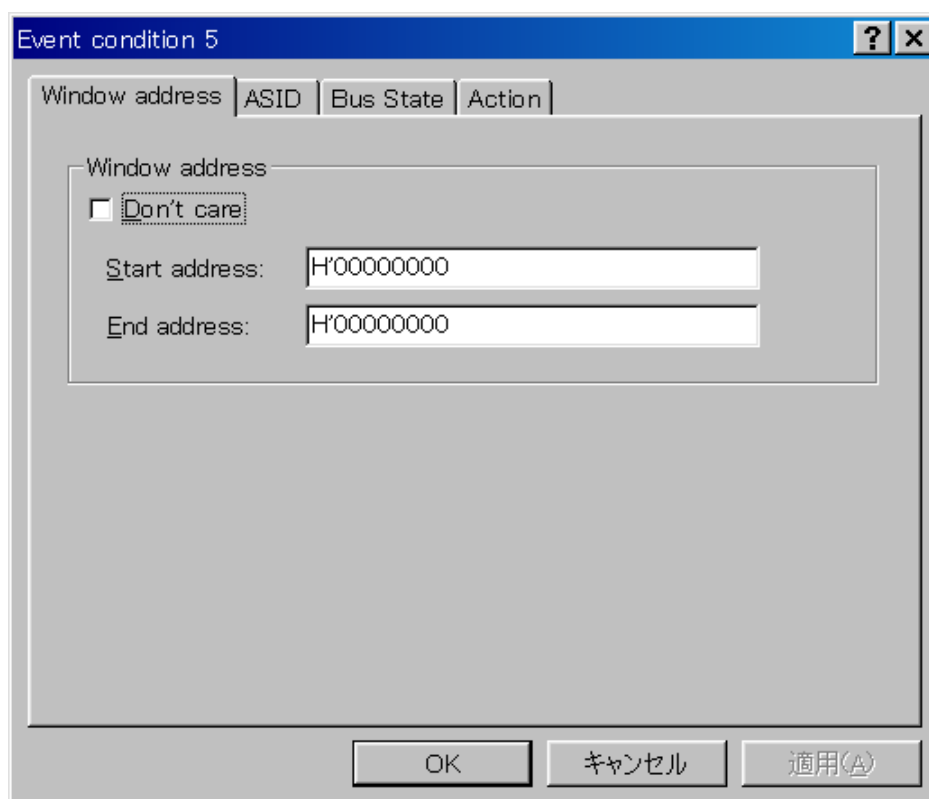 Event condition 5
Window address ASID Bus State Action
Window address
Don't care
Start address: H'00000000
End address: H'00000000
OK キャンセル 適用(A)